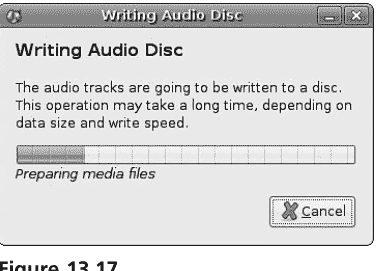 Writing Audio Disc
Writing Audio Disc
The audio tracks are going to be written to a disc.
This operation may take a long time, depending on
data size and write speed.
Preparing media files
Cancel
Figure 13.17